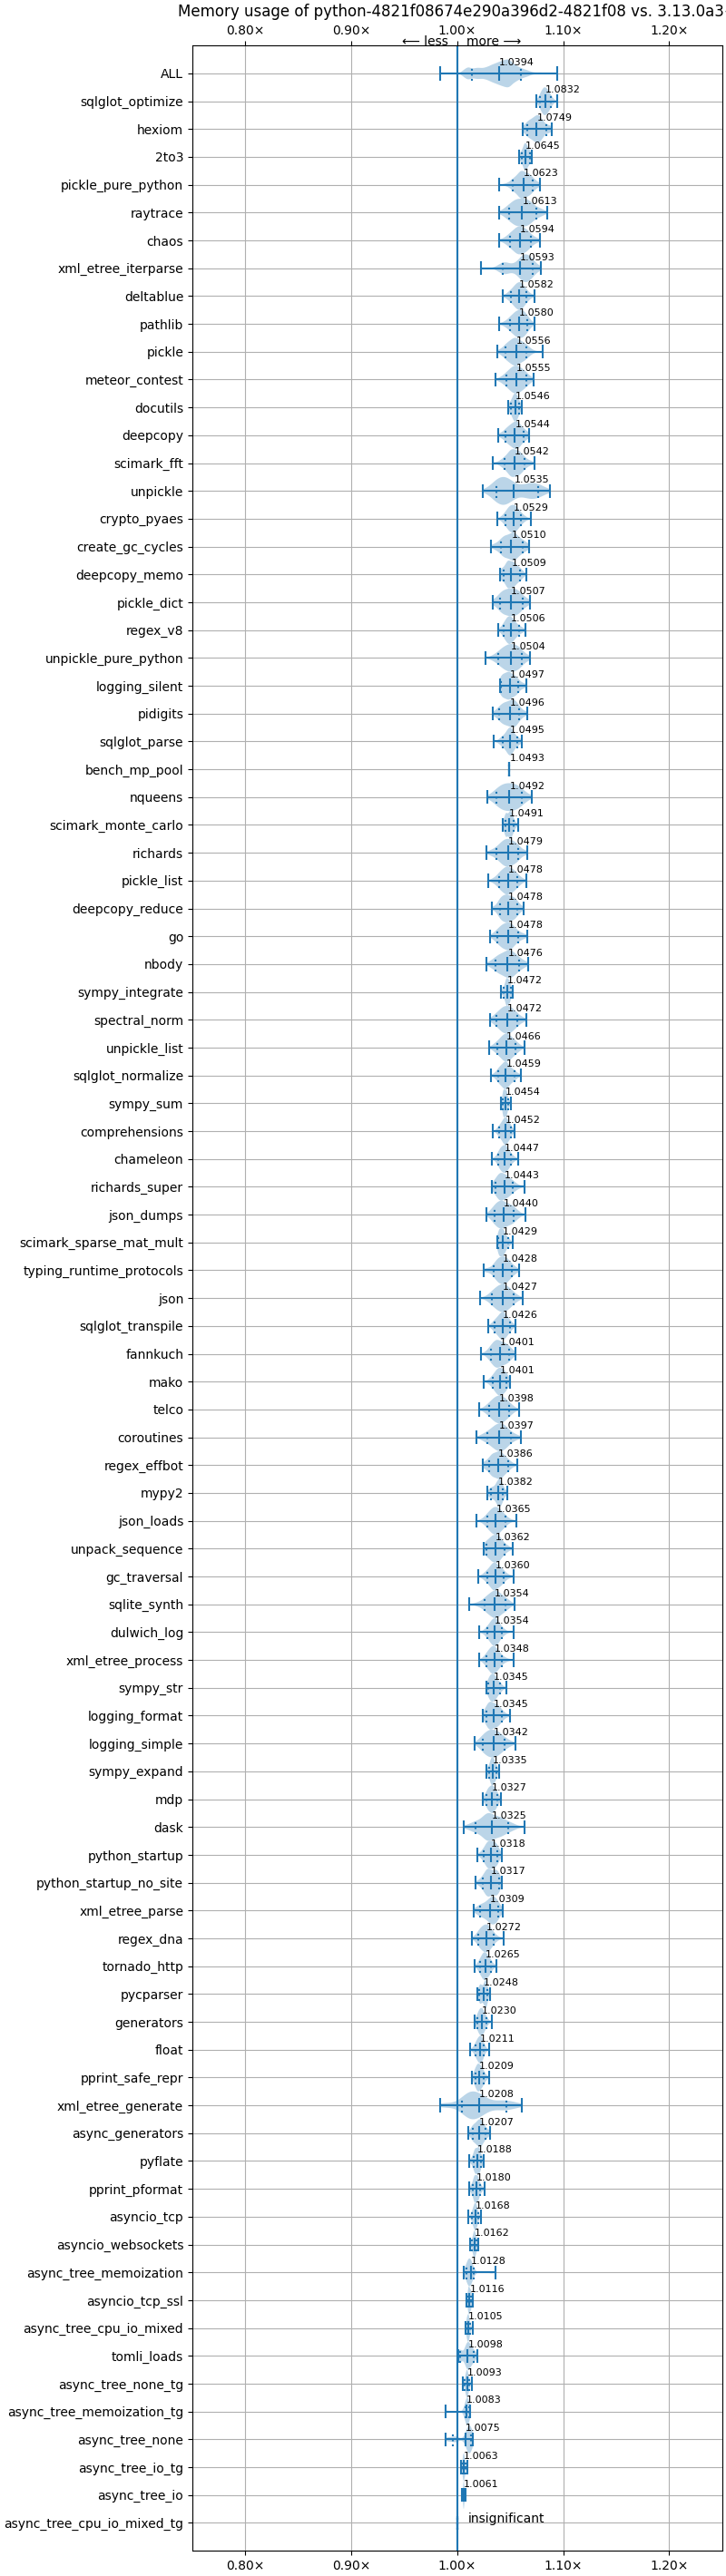 Memory usage of python-4821f08674e290a396d2-4821f08 vs. 3.13.0a3
0.80× 0.90× 1.00× 1.10× 1.20×
⟵ less more ⟶
ALL 1.0394
sqlglot_optimize 1.0832
hexiom 1.0749
2to3 1.0645
pickle_pure_python 1.0623
raytrace 1.0613
chaos 1.0594
xml_etree_iterparse 1.0593
deltablue 1.0582
pathlib 1.0580
pickle 1.0556
meteor_contest 1.0555
docutils 1.0546
deepcopy 1.0544
scimark_fft 1.0542
unpickle 1.0535
crypto_pyaes 1.0529
create_gc_cycles 1.0510
deepcopy_memo 1.0509
pickle_dict 1.0507
regex_v8 1.0506
unpickle_pure_python 1.0504
logging_silent 1.0497
pidigits 1.0496
sqlglot_parse 1.0495
bench_mp_pool 1.0493
nqueens 1.0492
scimark_monte_carlo 1.0491
richards 1.0479
pickle_list 1.0478
deepcopy_reduce 1.0478
go 1.0478
nbody 1.0476
sympy_integrate 1.0472
spectral_norm 1.0472
unpickle_list 1.0466
sqlglot_normalize 1.0459
sympy_sum 1.0454
comprehensions 1.0452
chameleon 1.0447
richards_super 1.0443
json_dumps 1.0440
scimark_sparse_mat_mult 1.0429
typing_runtime_protocols 1.0428
json 1.0427
sqlglot_transpile 1.0426
fannkuch 1.0401
mako 1.0401
telco 1.0398
coroutines 1.0397
regex_effbot 1.0386
mypy2 1.0382
json_loads 1.0365
unpack_sequence 1.0362
gc_traversal 1.0360
sqlite_synth 1.0354
dulwich_log 1.0354
xml_etree_process 1.0348
sympy_str 1.0345
logging_format 1.0345
logging_simple 1.0342
sympy_expand 1.0335
mdp 1.0327
dask 1.0325
python_startup 1.0318
python_startup_no_site 1.0317
xml_etree_parse 1.0309
regex_dna 1.0272
tornado_http 1.0265
pycparser 1.0248
generators 1.0230
float 1.0211
pprint_safe_repr 1.0209
xml_etree_generate 1.0208
async_generators 1.0207
pyflate 1.0188
pprint_pformat 1.0180
asyncio_tcp 1.0168
asyncio_websockets 1.0162
async_tree_memoization 1.0128
asyncio_tcp_ssl 1.0116
async_tree_cpu_io_mixed 1.0105
tomli_loads 1.0098
async_tree_none_tg 1.0093
async_tree_memoization_tg 1.0083
async_tree_none 1.0075
async_tree_io_tg 1.0063
async_tree_io 1.0061
async_tree_cpu_io_mixed_tg insignificant
0.80× 0.90× 1.00× 1.10× 1.20×